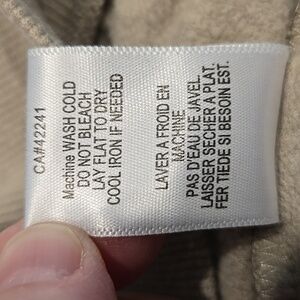 CA#42241
Machine WASH COLD
DO NOT BLEACH
LAY FLAT TO DRY
COOL IRON IF NEEDED
LAVER A FROID EN
MACHINE
PAS D'EAU DE JAVEL.
LAISSER SECHER A PLAT.
FER TIEDE SI BESOIN EST.